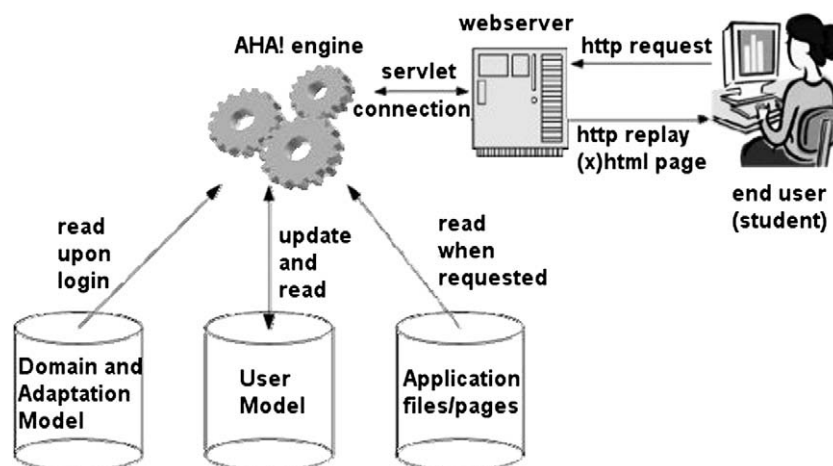 webserver
AHA! engine
http request
servlet
connection
http replay
(x)html page
end user
(student)
read
upon
login
update
and
read
read
when
requested
Domain and
Adaptation
Model
User
Model
Application
files/pages